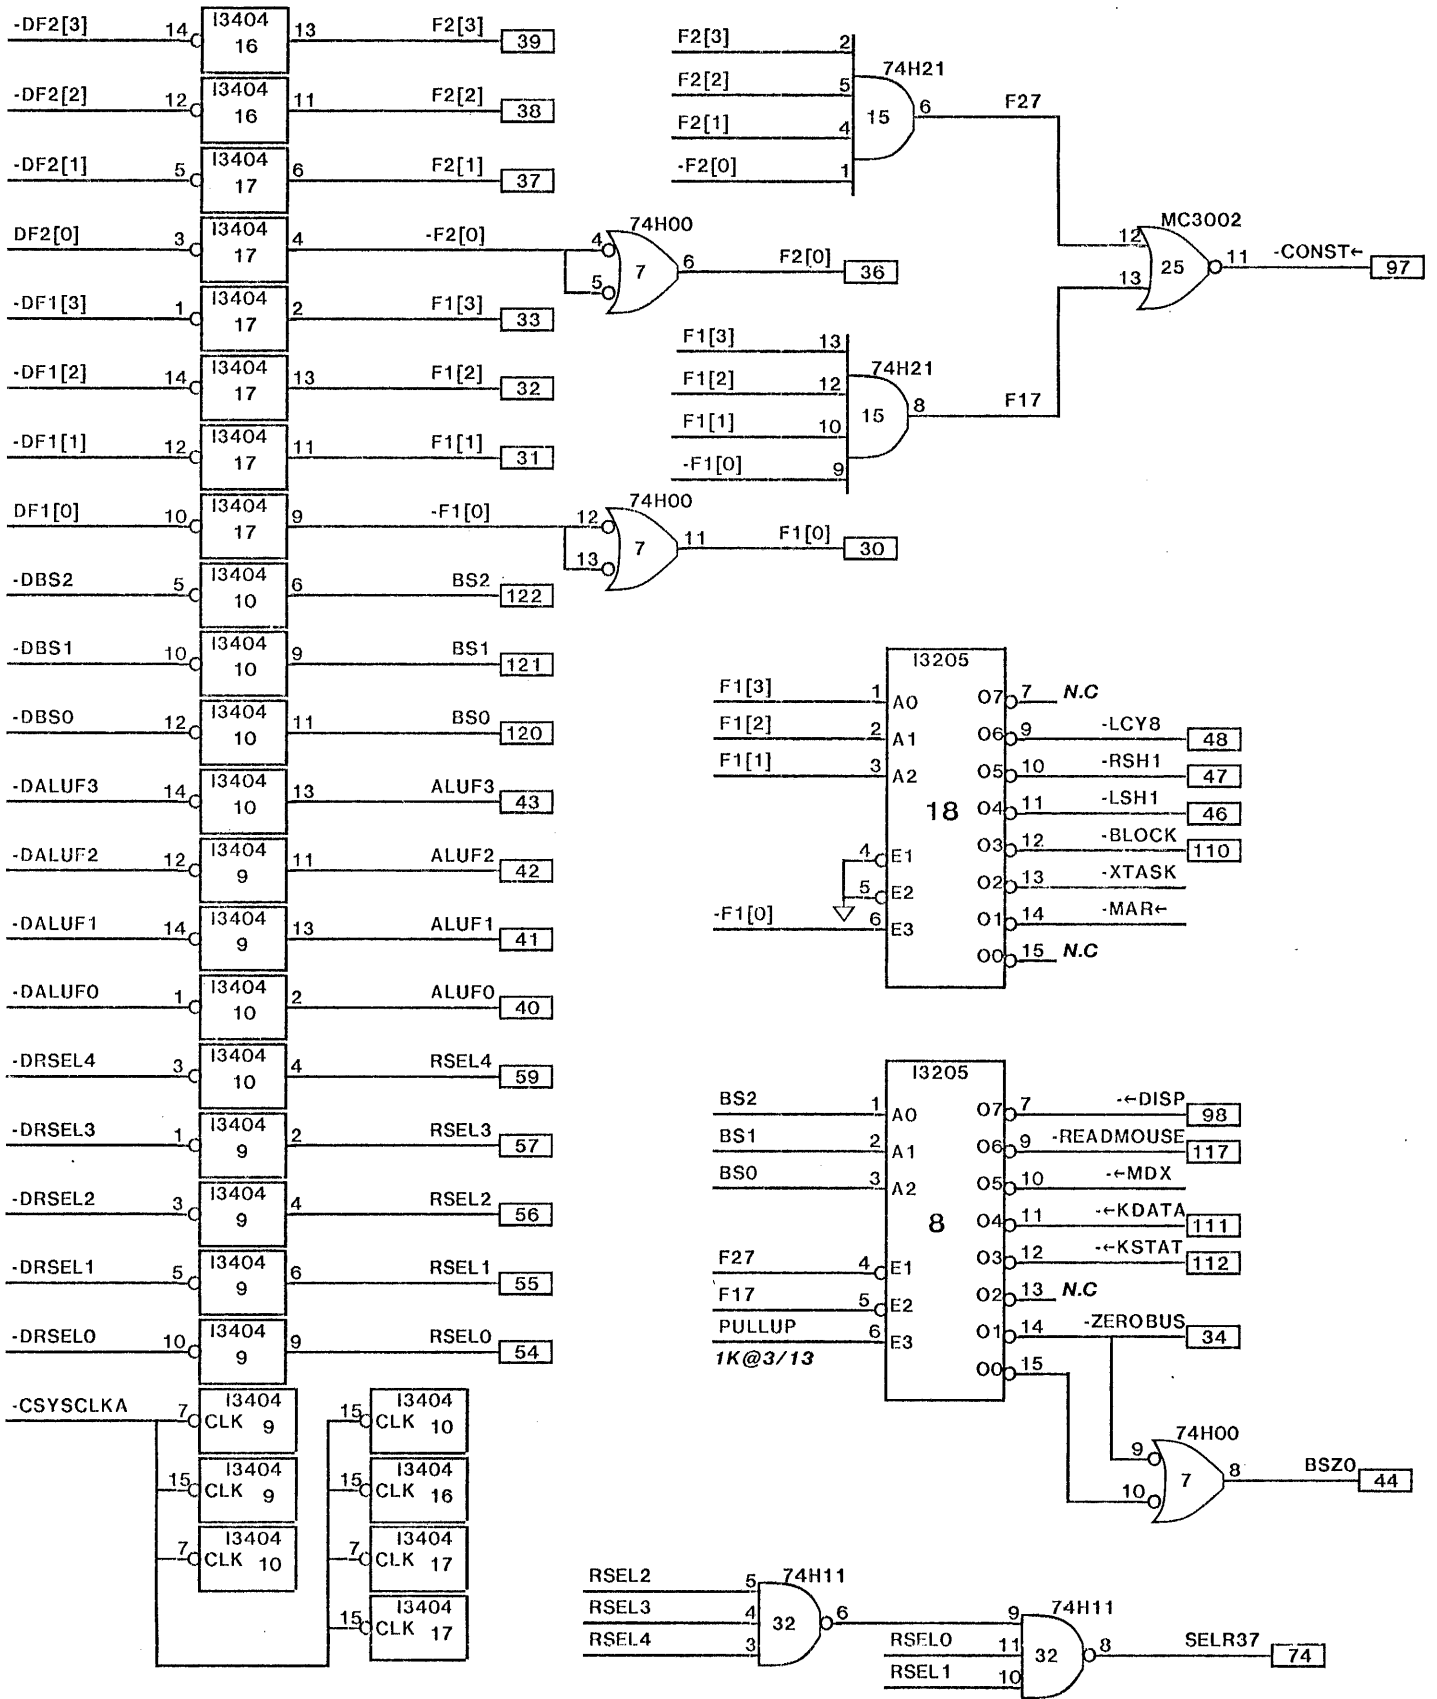 -DF2[3] 14 I3404 16 13 F2[3] 39
-DF2[2] 12 I3404 16 11 F2[2] 38
-DF2[1] 5 I3404 17 6 F2[1] 37
DF2[0] 3 I3404 17 4 -F2[0] 4 5 74H00 7 6 F2[0] 36
-DF1[3] 1 I3404 17 2 F1[3] 33
-DF1[2] 14 I3404 17 13 F1[2] 32
-DF1[1] 12 I3404 17 11 F1[1] 31
DF1[0] 10 I3404 17 9 -F1[0] 12 13 74H00 7 11 F1[0] 30
-DBS2 5 I3404 10 6 BS2 122
-DBS1 10 I3404 10 9 BS1 121
-DBS0 12 I3404 10 11 BS0 120
-DALUF3 14 I3404 10 13 ALUF3 43
-DALUF2 12 I3404 9 11 ALUF2 42
-DALUF1 14 I3404 9 13 ALUF1 41
-DALUF0 1 I3404 10 2 ALUF0 40
-DRSEL4 3 I3404 10 4 RSEL4 59
-DRSEL3 1 I3404 9 2 RSEL3 57
-DRSEL2 3 I3404 9 4 RSEL2 56
-DRSEL1 5 I3404 9 6 RSEL1 55
-DRSEL0 10 I3404 9 9 RSEL0 54
-CSYSCLKA 7 CLK I3404 9 15 CLK I3404 10
15 CLK I3404 9 15 CLK I3404 16
7 CLK I3404 10 7 CLK I3404 17
15 CLK I3404 17
F2[3] 2
74H21
F2[2] 5
15 6 F27
F2[1] 4
-F2[0] 1
MC3002
12
25 11 -CONST← 97
13
F1[3] 13
74H21
F1[2] 12
15 8 F17
F1[1] 10
-F1[0] 9
I3205
F1[3] 1 A0 O7 7 N.C
F1[2] 2 A1 O6 9 -LCY8 48
F1[1] 3 A2 O5 10 -RSH1 47
18 O4 11 -LSH1 46
4 E1 O3 12 -BLOCK 110
5 E2 O2 13 -XTASK
-F1[0] 6 E3 O1 14 -MAR←
O0 15 N.C
I3205
BS2 1 A0 O7 7 -←DISP 98
BS1 2 A1 O6 9 -READMOUSE 117
BS0 3 A2 O5 10 -←MDX
8 O4 11 -←KDATA 111
F27 4 E1 O3 12 -←KSTAT 112
F17 5 E2 O2 13 N.C
PULLUP 6 E3 O1 14 -ZEROBUS 34
1K@3/13
O0 15
74H00
9
7 8 BSZ0 44
10
RSEL2 5 74H11
RSEL3 4 32 6 9 74H11
RSEL4 3 RSEL0 11 32 8 SELR37 74
RSEL1 10